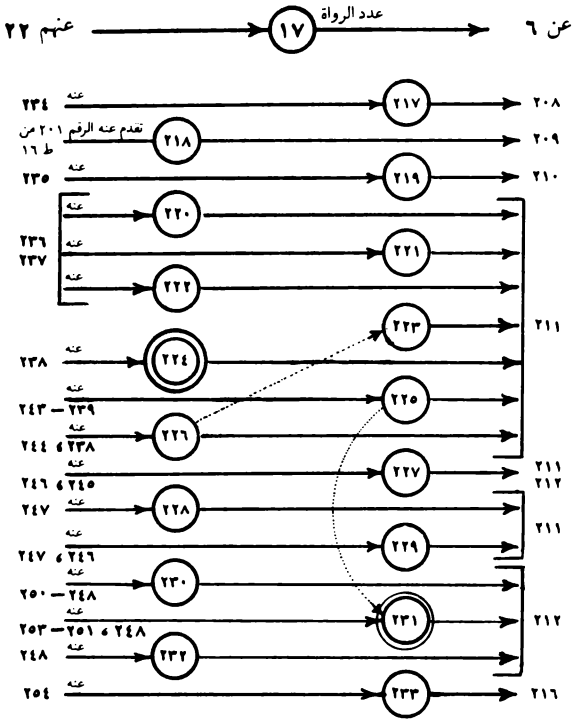 عن ٦ عدد الرواة ١٧ عنهم ٢٢
٢٠٨ ٢١٧ عنه ٢٣٤
٢٠٩ ٢١٨ تقدم عنه الرقم ٢٠١ من
ط ١٦
٢١٠ ٢١٩ عنه ٢٣٥
٢٢٠ عنه
٢٣٦
٢٢١ عنه
٢٣٧
٢٢٢ عنه
٢١١ ٢٢٣
٢٢٤ عنه ٢٣٨
٢٢٥ عنه
٢٣٩ – ٢٤٣
٢٢٦ عنه
٢٣٨ ، ٢٤٤
٢١١ ٢٢٧ عنه
٢١٢ ٢٤٥ ، ٢٤٦
٢٢٨ عنه ٢٤٧
٢١١
٢٢٩ عنه
٢٤٦ ، ٢٤٧
٢٣٠ عنه
٢٤٨ – ٢٥٠
٢١٢ ٢٣١ عنه
٢٤٨ ، ٢٥١ – ٢٥٣
٢٣٢ عنه ٢٤٨
٢١٦ ٢٣٣ عنه ٢٥٤